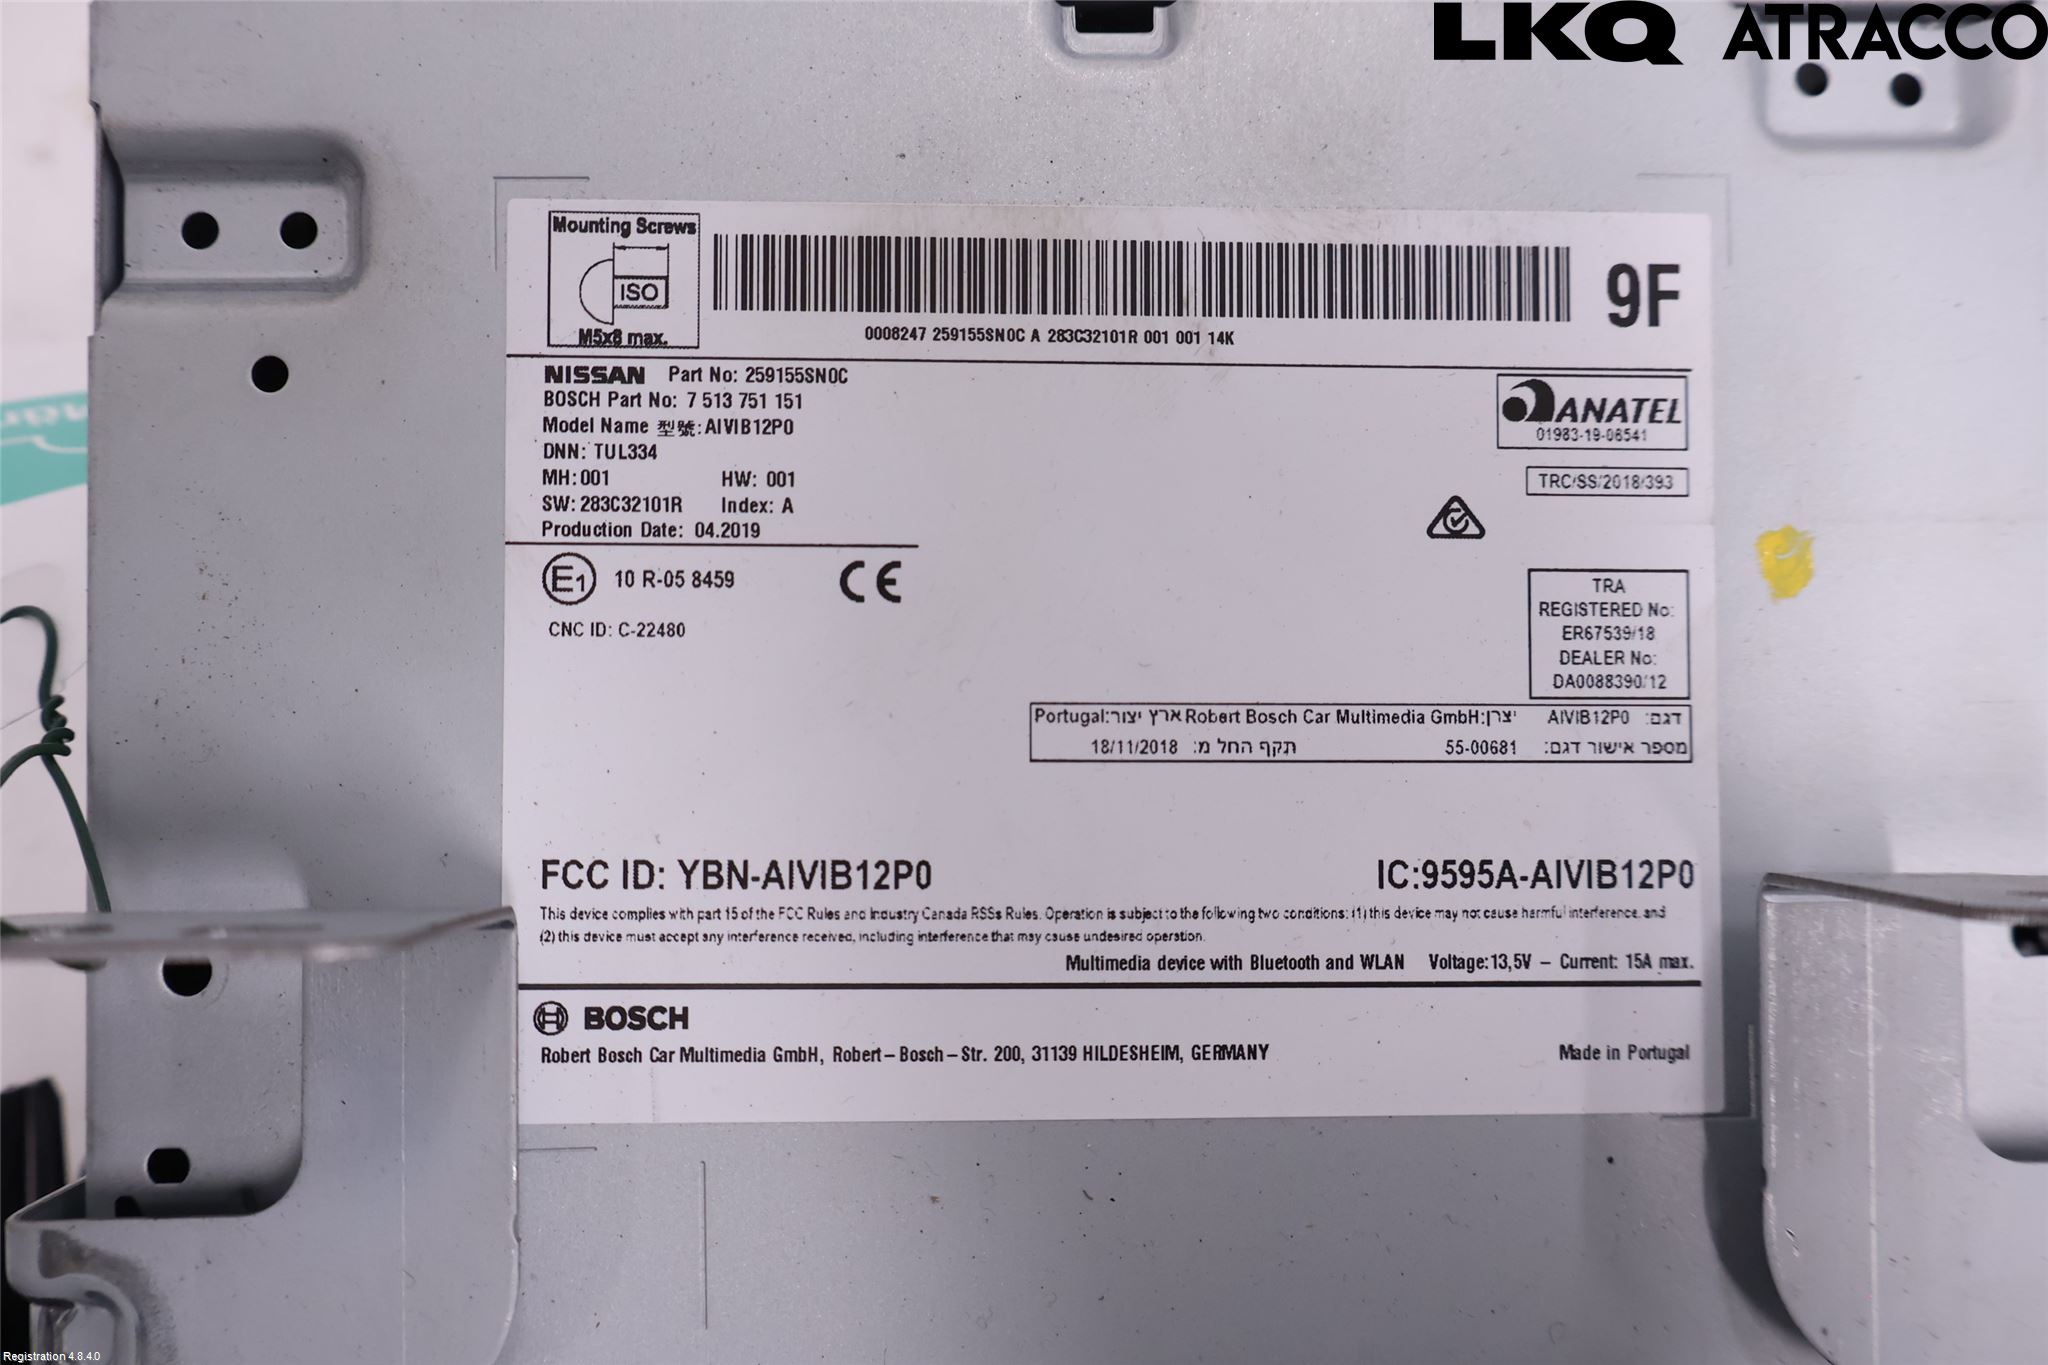 LKQ ATRACCO
Mounting Screws
ISO
M5x8 max.
0008247 259155SN0C A 283C32101R 001 001 14K
9F
NISSAN Part No: 259155SN0C
BOSCH Part No: 7 513 751 151
Model Name 型號: AIVIB12P0
DNN: TUL334
MH: 001 HW: 001
SW: 283C32101R Index: A
Production Date: 04.2019
ANATEL
01983-19-06541
TRC/SS/2018/393
E1 10 R-05 8459 CE
CNC ID: C-22480
TRA
REGISTERED No:
ER67539/18
DEALER No:
DA0088390/12
דגם: AIVIB12P0 יצרן: Robert Bosch Car Multimedia GmbH ארץ יצור: Portugal
מספר אישור דגם: 55-00681 תקף החל מ: 18/11/2018
FCC ID: YBN-AIVIB12P0 IC:9595A-AIVIB12P0
This device complies with part 15 of the FCC Rules and Industry Canada RSSs Rules. Operation is subject to the following two conditions: (1) this device may not cause harmful interference, and
(2) this device must accept any interference received, including interference that may cause undesired operation.
Multimedia device with Bluetooth and WLAN Voltage:13,5V – Current: 15A max.
BOSCH
Robert Bosch Car Multimedia GmbH, Robert-Bosch-Str. 200, 31139 HILDESHEIM, GERMANY Made in Portugal
Registration 4.8.4.0